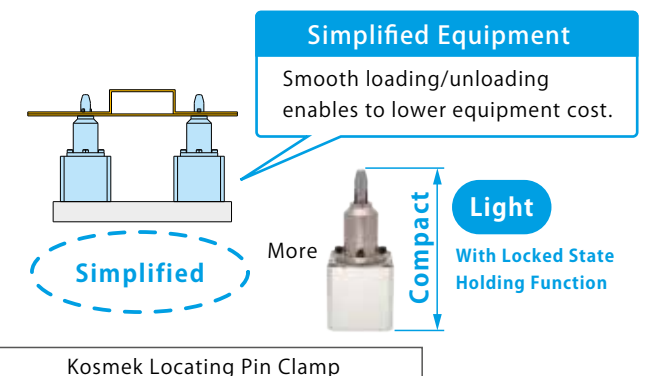 Simplified Equipment
Smooth loading/unloading
enables to lower equipment cost.
Simplified
More
Compact
Light
With Locked State
Holding Function
Kosmek Locating Pin Clamp